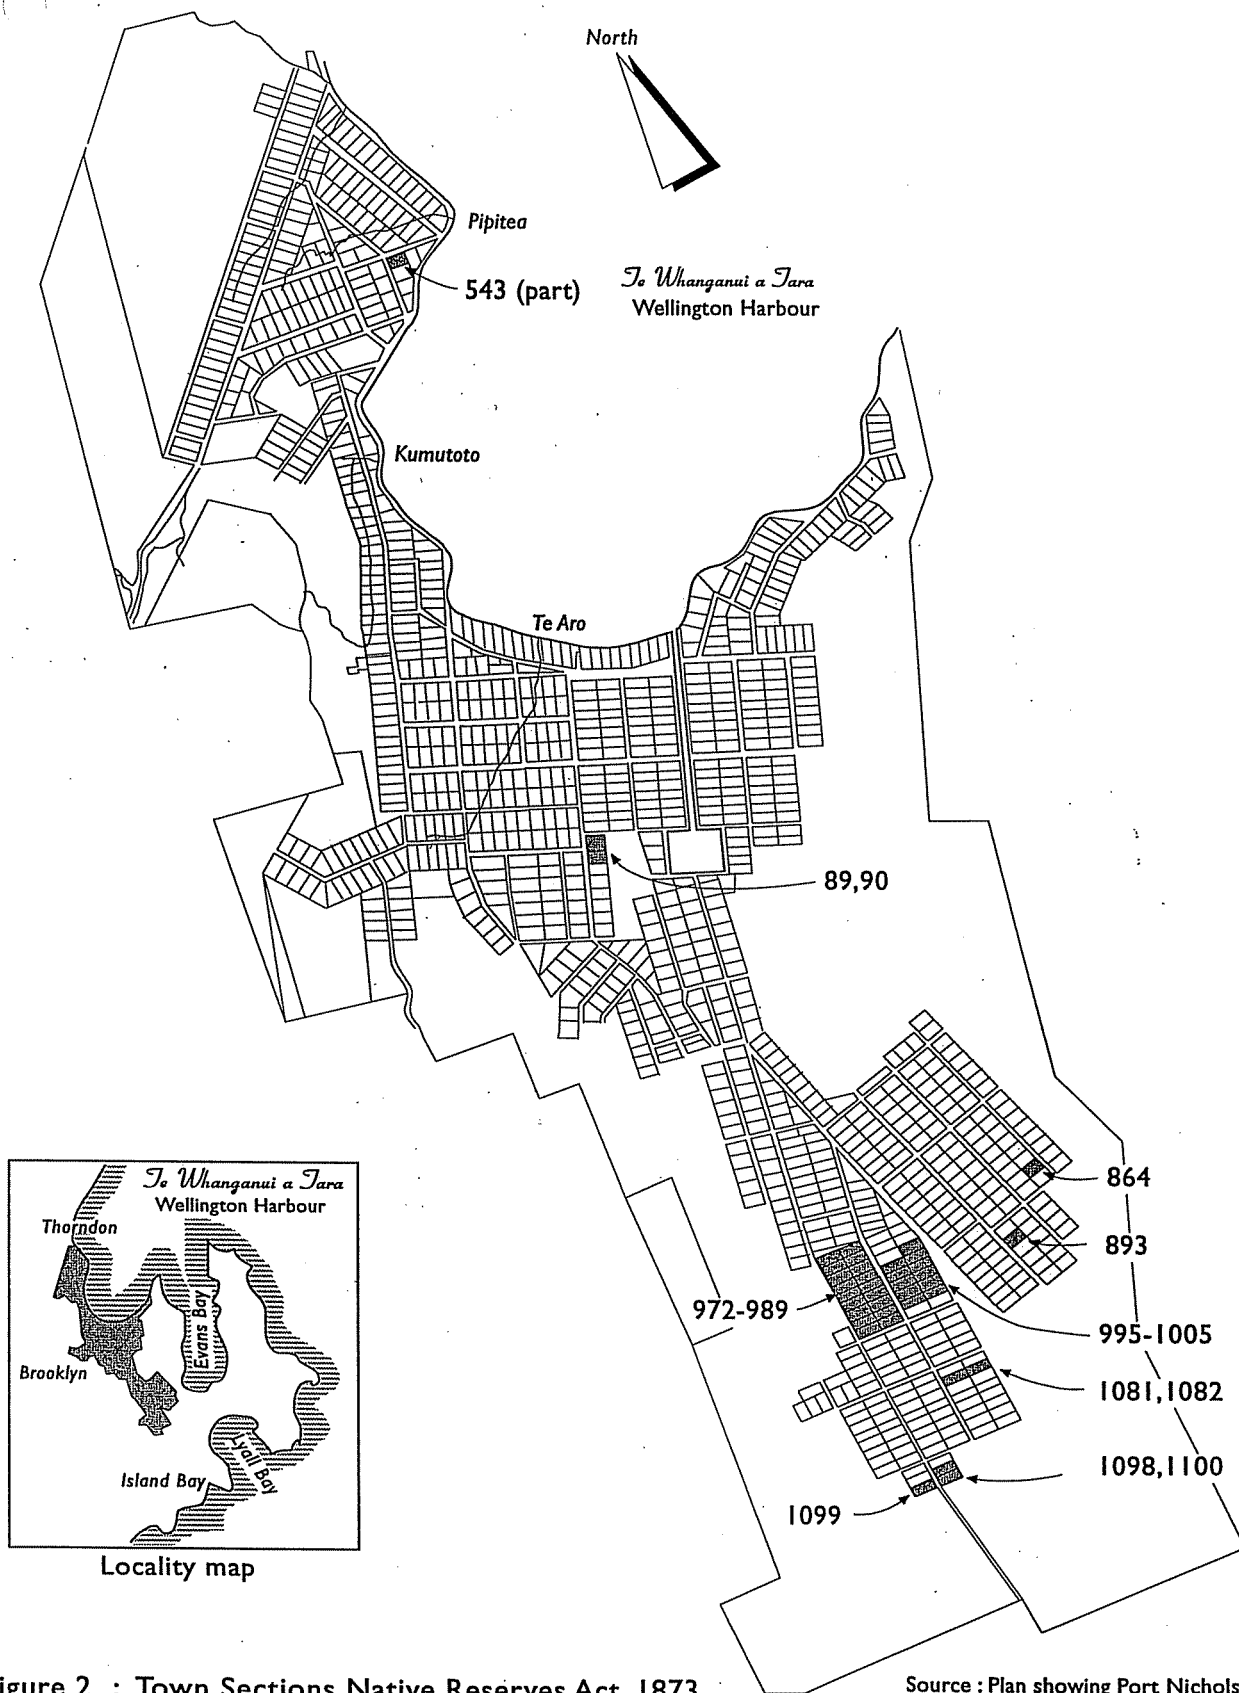 North
Pipitea
543 (part)
Te Whanganui a Tara
Wellington Harbour
Kumutoto
Te Aro
89,90
864
893
972-989
995-1005
1081,1082
1098,1100
1099
Te Whanganui a Tara
Wellington Harbour
Thorndon
Evans Bay
Brooklyn
Lyall Bay
Island Bay
Locality map
igure 2 : Town Sections Native Reserves Act, 1873
Source : Plan showing Port Nichols